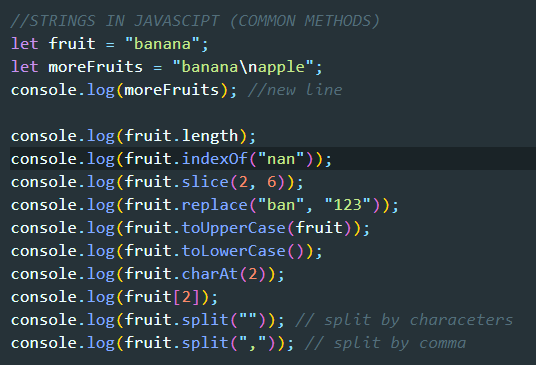 //STRINGS IN JAVASCIPT (COMMON METHODS)
let fruit = "banana";
let moreFruits = "banana\napple";
console.log(moreFruits); //new line
console.log(fruit.length);
console.log(fruit.indexOf("nan"));
console.log(fruit.slice(2, 6));
console.log(fruit.replace("ban", "123"));
console.log(fruit.toUpperCase(fruit));
console.log(fruit.toLowerCase());
console.log(fruit.charAt(2));
console.log(fruit[2]);
console.log(fruit.split("")); // split by characeters
console.log(fruit.split(",")); // split by comma